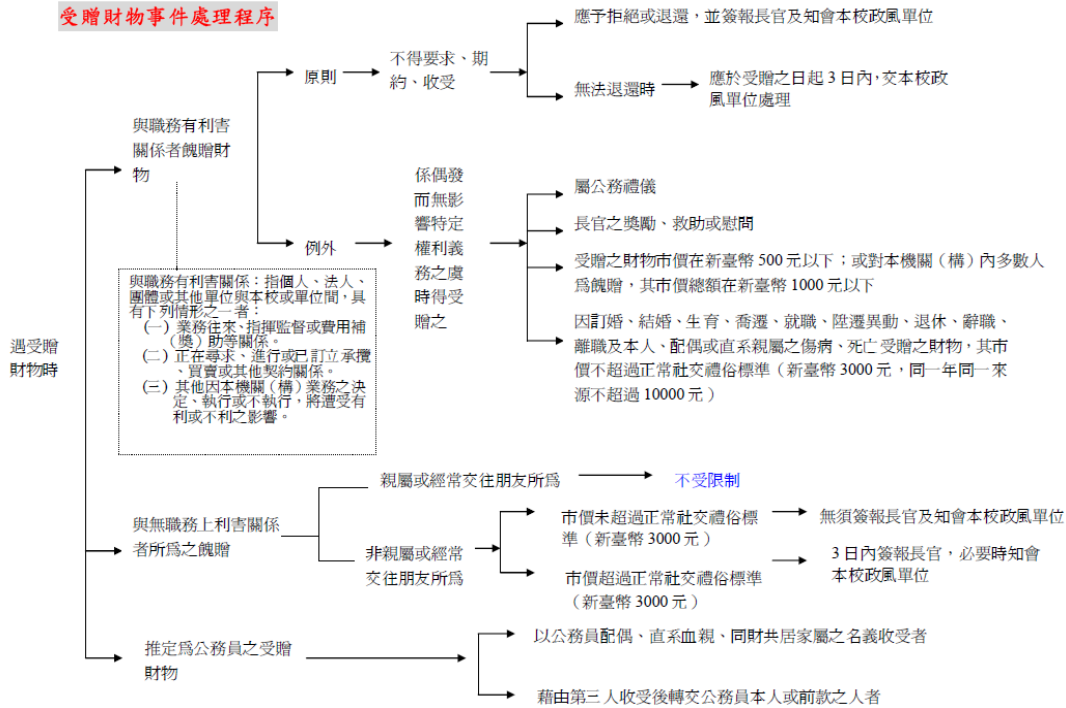 受贈財物事件處理程序
遇受贈
財物時
與職務有利害
關係者餽贈財
物
原則
不得要求、期
約、收受
應予拒絕或退還，並簽報長官及知會本校政風單位
無法退還時
應於受贈之日起 3 日內，交本校政
風單位處理
例外
係偶發
而無影
響特定
權利義
務之虞
時得受
贈之
屬公務禮儀
長官之獎勵、救助或慰問
受贈之財物市價在新臺幣 500 元以下；或對本機關（構）內多數人
為餽贈，其市價總額在新臺幣 1000 元以下
因訂婚、結婚、生育、喬遷、就職、陞遷異動、退休、辭職、
離職及本人、配偶或直系親屬之傷病、死亡受贈之財物，其市
價不超過正常社交禮俗標準（新臺幣 3000 元，同一年同一來
源不超過 10000 元）
與職務有利害關係：指個人、法人、
團體或其他單位與本校或單位間，具
有下列情形之一者：
(一) 業務往來、指揮監督或費用補
（獎）助等關係。
(二) 正在尋求、進行或已訂立承攬
、買賣或其他契約關係。
(三) 其他因本機關（構）業務之決
定、執行或不執行，將遭受有
利或不利之影響。
與無職務上利害關係
者所為之餽贈
親屬或經常交往朋友所為
不受限制
非親屬或經常
交往朋友所為
市價未超過正常社交禮俗標
準（新臺幣 3000 元）
無須簽報長官及知會本校政風單位
市價超過正常社交禮俗標準
（新臺幣 3000 元）
3 日內簽報長官，必要時知會
本校政風單位
推定為公務員之受贈
財物
以公務員配偶、直系血親、同財共居家屬之名義收受者
藉由第三人收受後轉交公務員本人或前款之人者